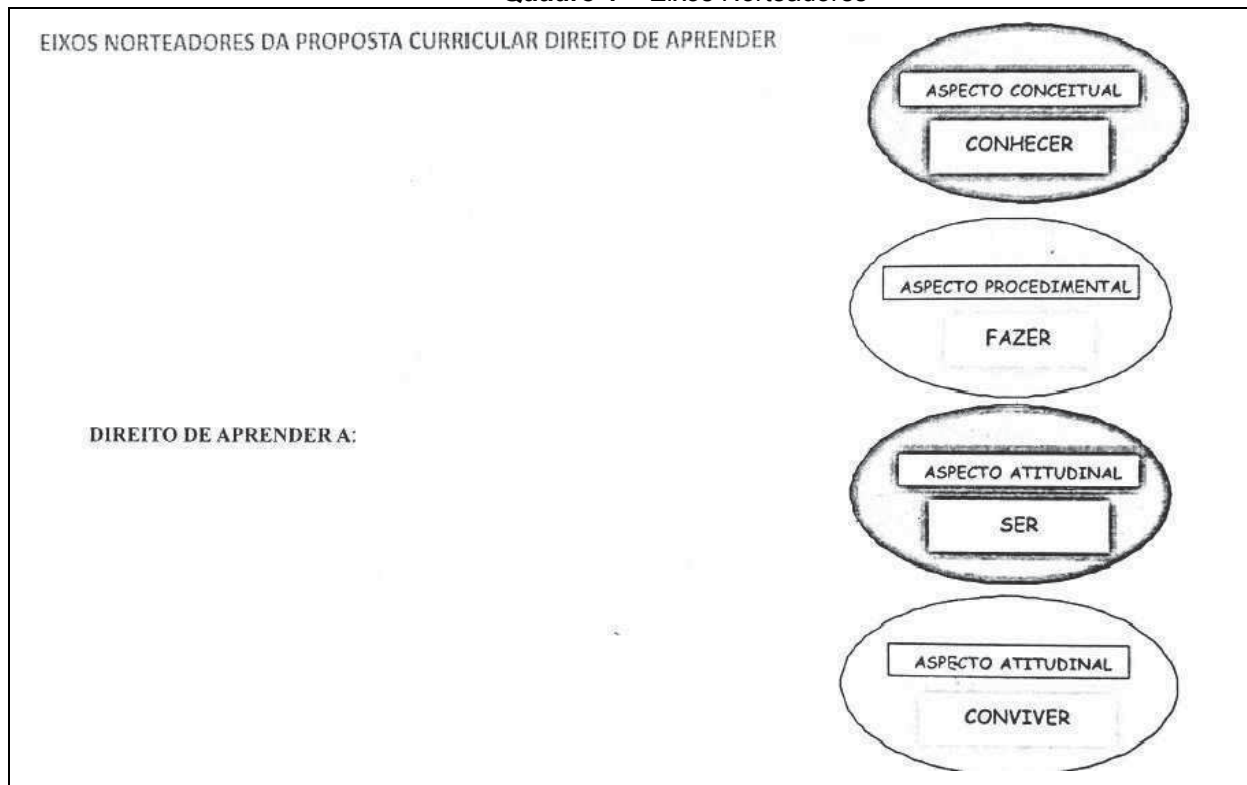 EIXOS NORTEADORES DA PROPOSTA CURRICULAR DIREITO DE APRENDER
ASPECTO CONCEITUAL
CONHECER
ASPECTO PROCEDIMENTAL
FAZER
DIREITO DE APRENDER A:
ASPECTO ATITUDINAL
SER
ASPECTO ATITUDINAL
CONVIVER